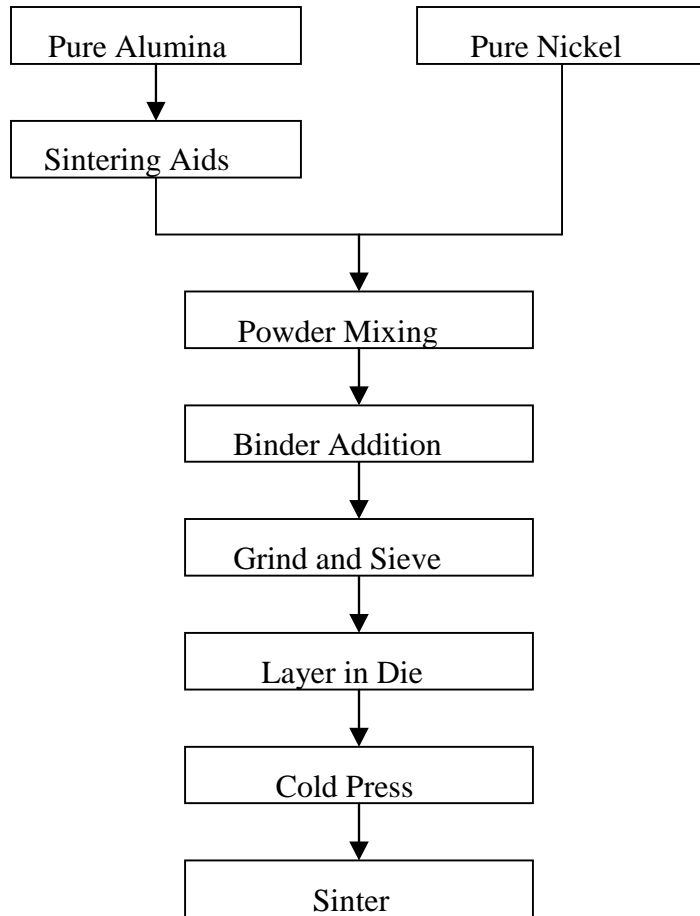 Pure Alumina
Pure Nickel
Sintering Aids
Powder Mixing
Binder Addition
Grind and Sieve
Layer in Die
Cold Press
Sinter